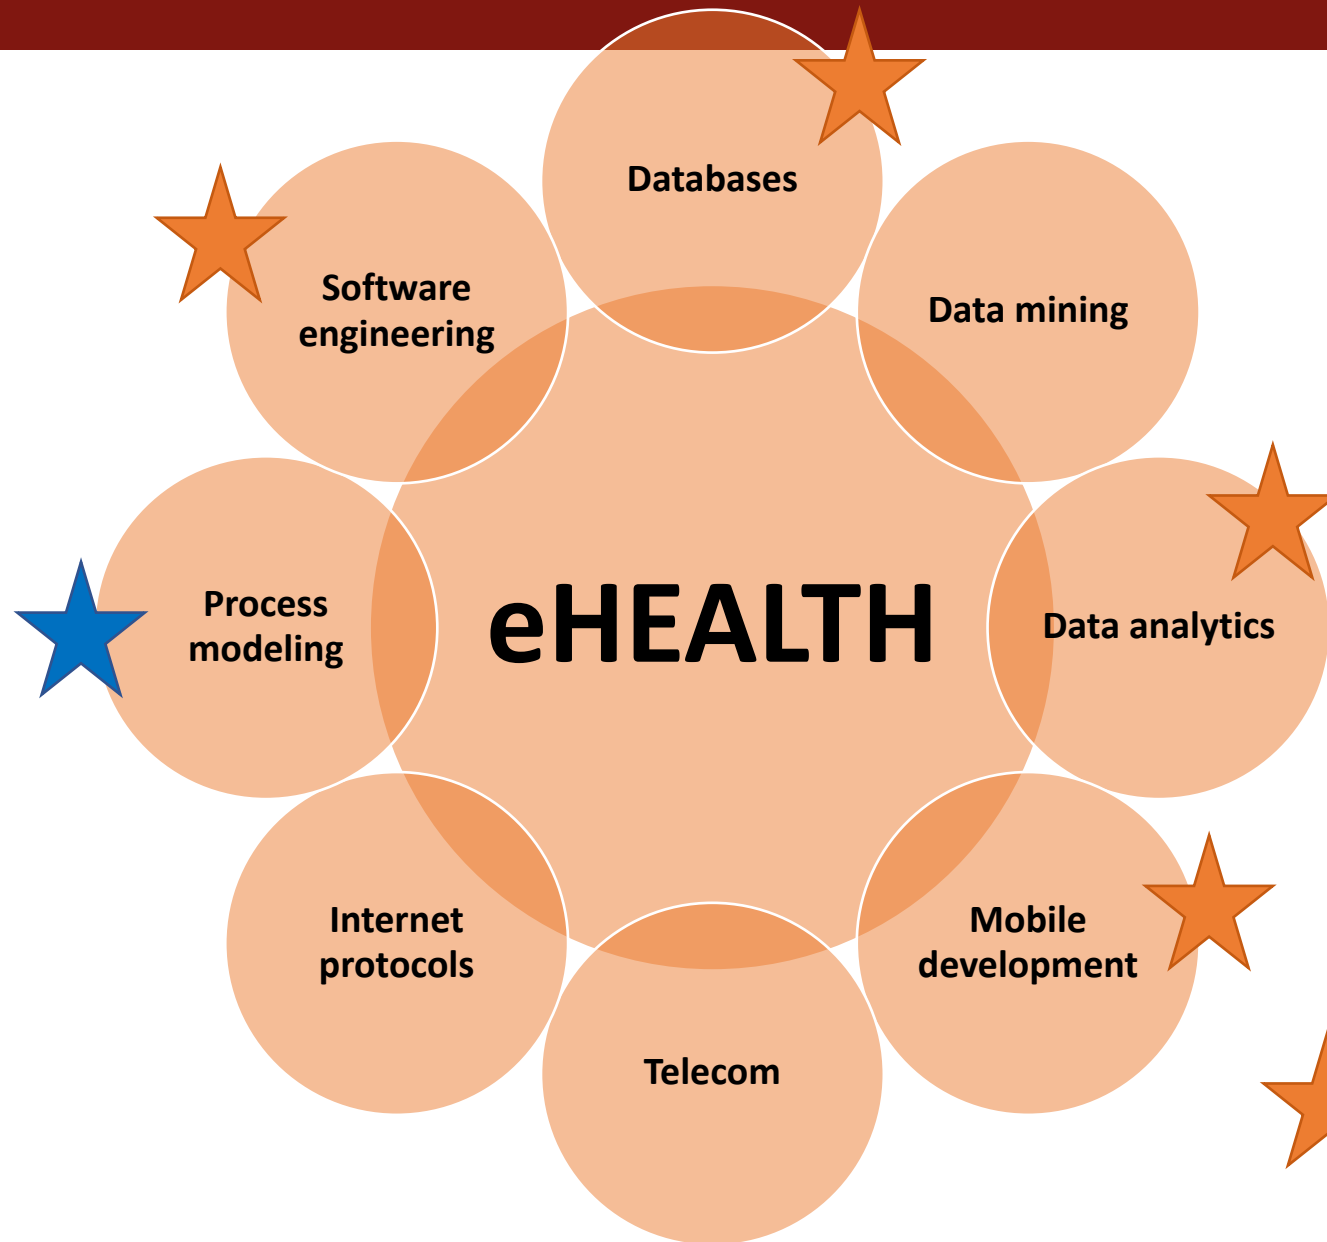 Databases
Software
engineering
Data mining
Process
modeling
eHEALTH
Data analytics
Internet
protocols
Mobile
development
Telecom